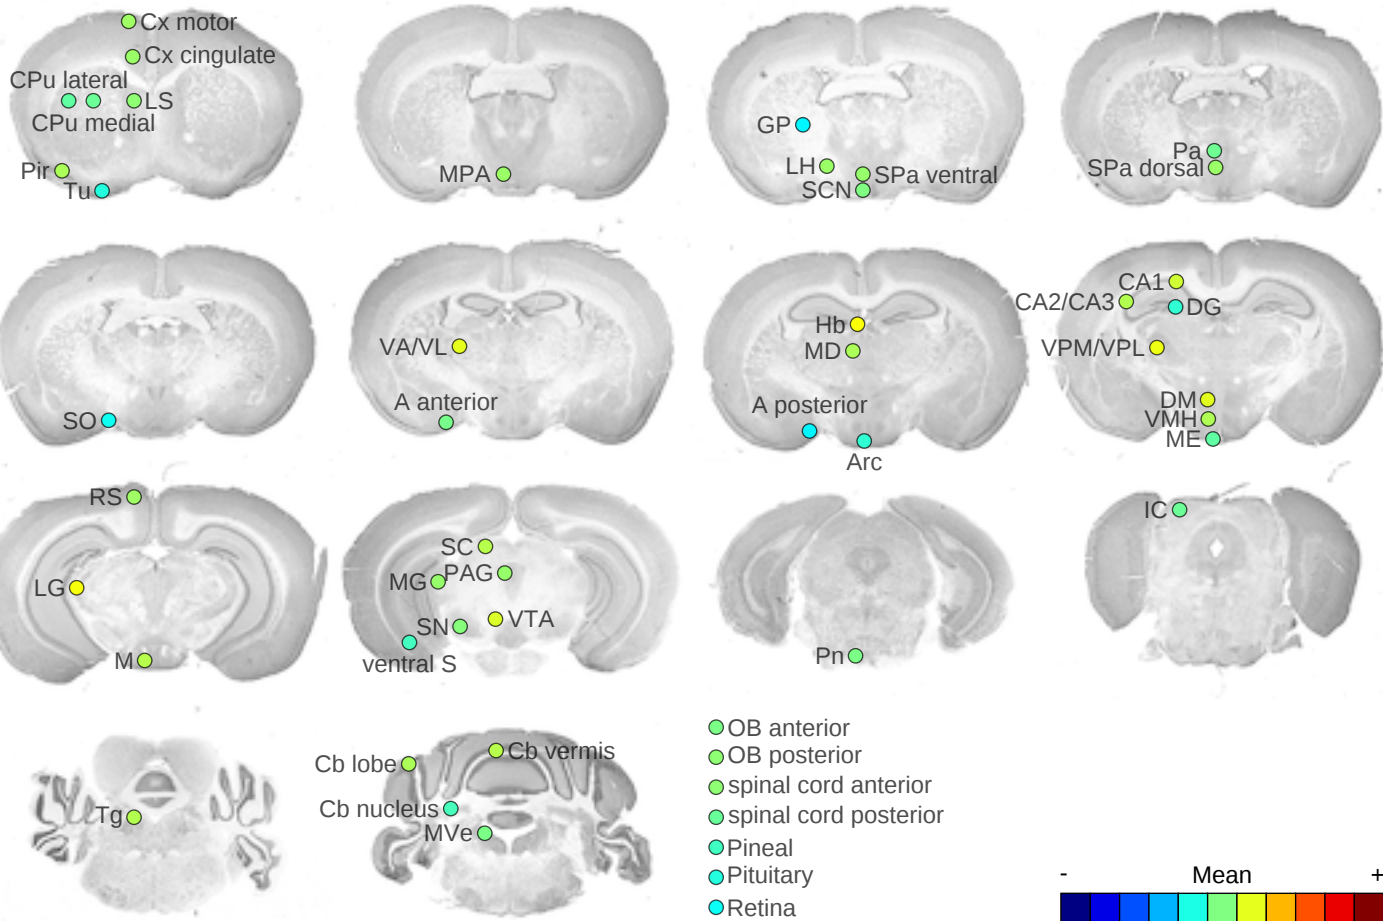 Cx motor
Cx cingulate
CPu lateral
LS
CPu medial
Pir
Tu
MPA
GP
LH
SPa ventral
SCN
Pa
SPa dorsal
SO
VA/VL
A anterior
Hb
MD
A posterior
Arc
CA1
CA2/CA3
DG
VPM/VPL
DM
VMH
ME
RS
LG
M
SC
MG
PAG
SN
VTA
ventral S
Pn
IC
Tg
Cb lobe
Cb vermis
Cb nucleus
MVe
OB anterior
OB posterior
spinal cord anterior
spinal cord posterior
Pineal
Pituitary
Retina
- Mean +